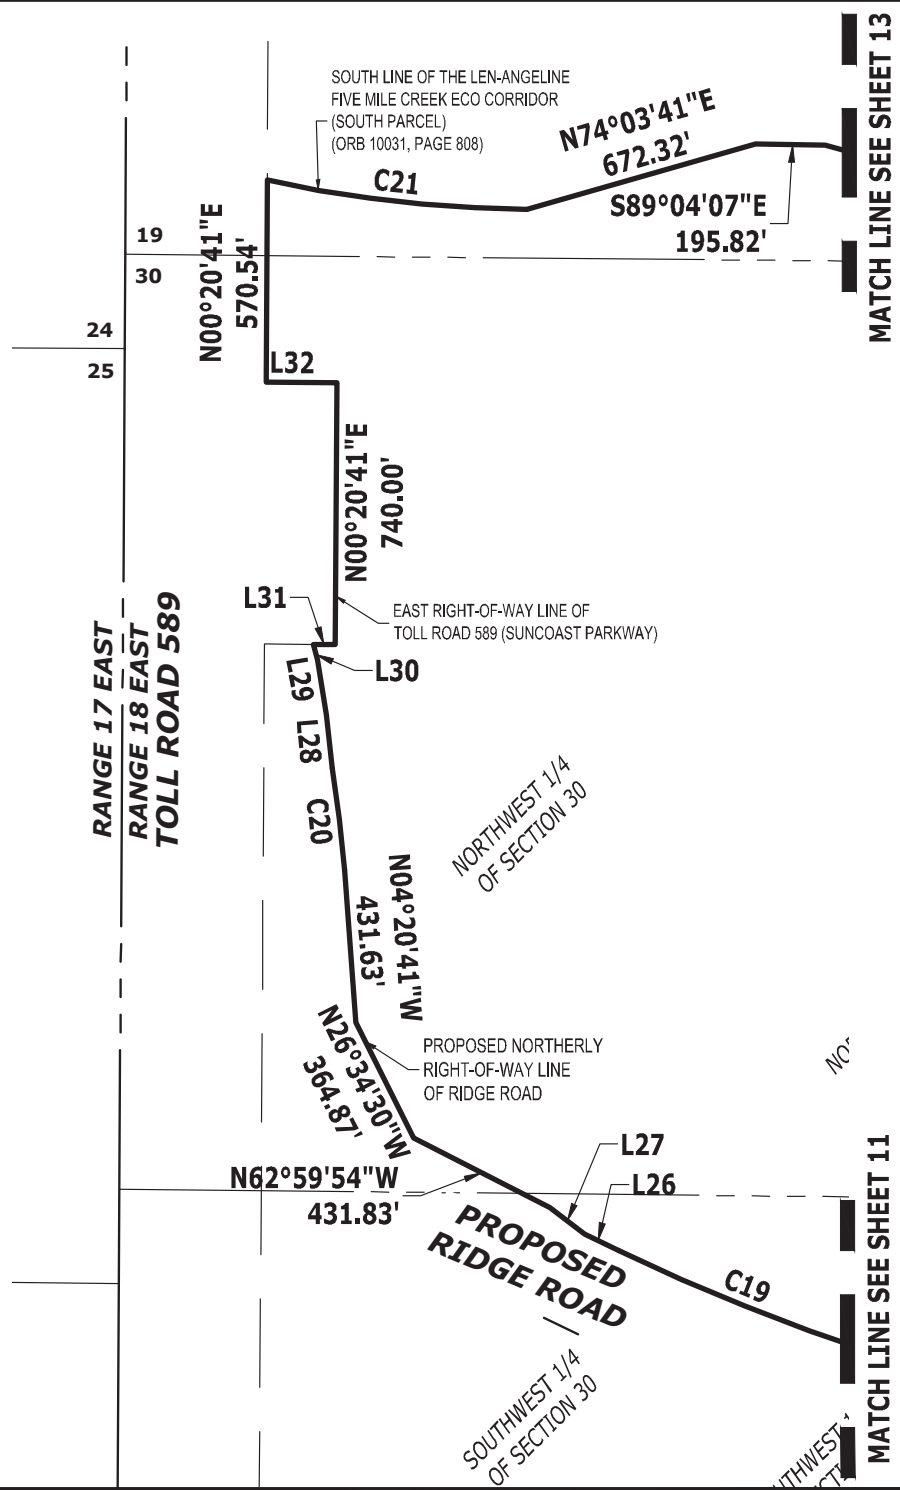 SOUTH LINE OF THE LEN-ANGELINE
FIVE MILE CREEK ECO CORRIDOR
(SOUTH PARCEL)
(ORB 10031, PAGE 808)
N74°03'41"E
672.32'
C21
S89°04'07"E
195.82'
MATCH LINE SEE SHEET 13
19
30
24
25
N00°20'41"E
570.54'
L32
N00°20'41"E
740.00'
L31
EAST RIGHT-OF-WAY LINE OF
TOLL ROAD 589 (SUNCOAST PARKWAY)
L30
L29
L28
C20
RANGE 17 EAST
RANGE 18 EAST
TOLL ROAD 589
NORTHWEST 1/4
OF SECTION 30
N04°20'41"W
431.63'
N26°34'30"W
364.87'
PROPOSED NORTHERLY
RIGHT-OF-WAY LINE
OF RIDGE ROAD
N62°59'54"W
431.83'
L27
L26
PROPOSED
RIDGE ROAD
C19
MATCH LINE SEE SHEET 11
SOUTHWEST 1/4
OF SECTION 30